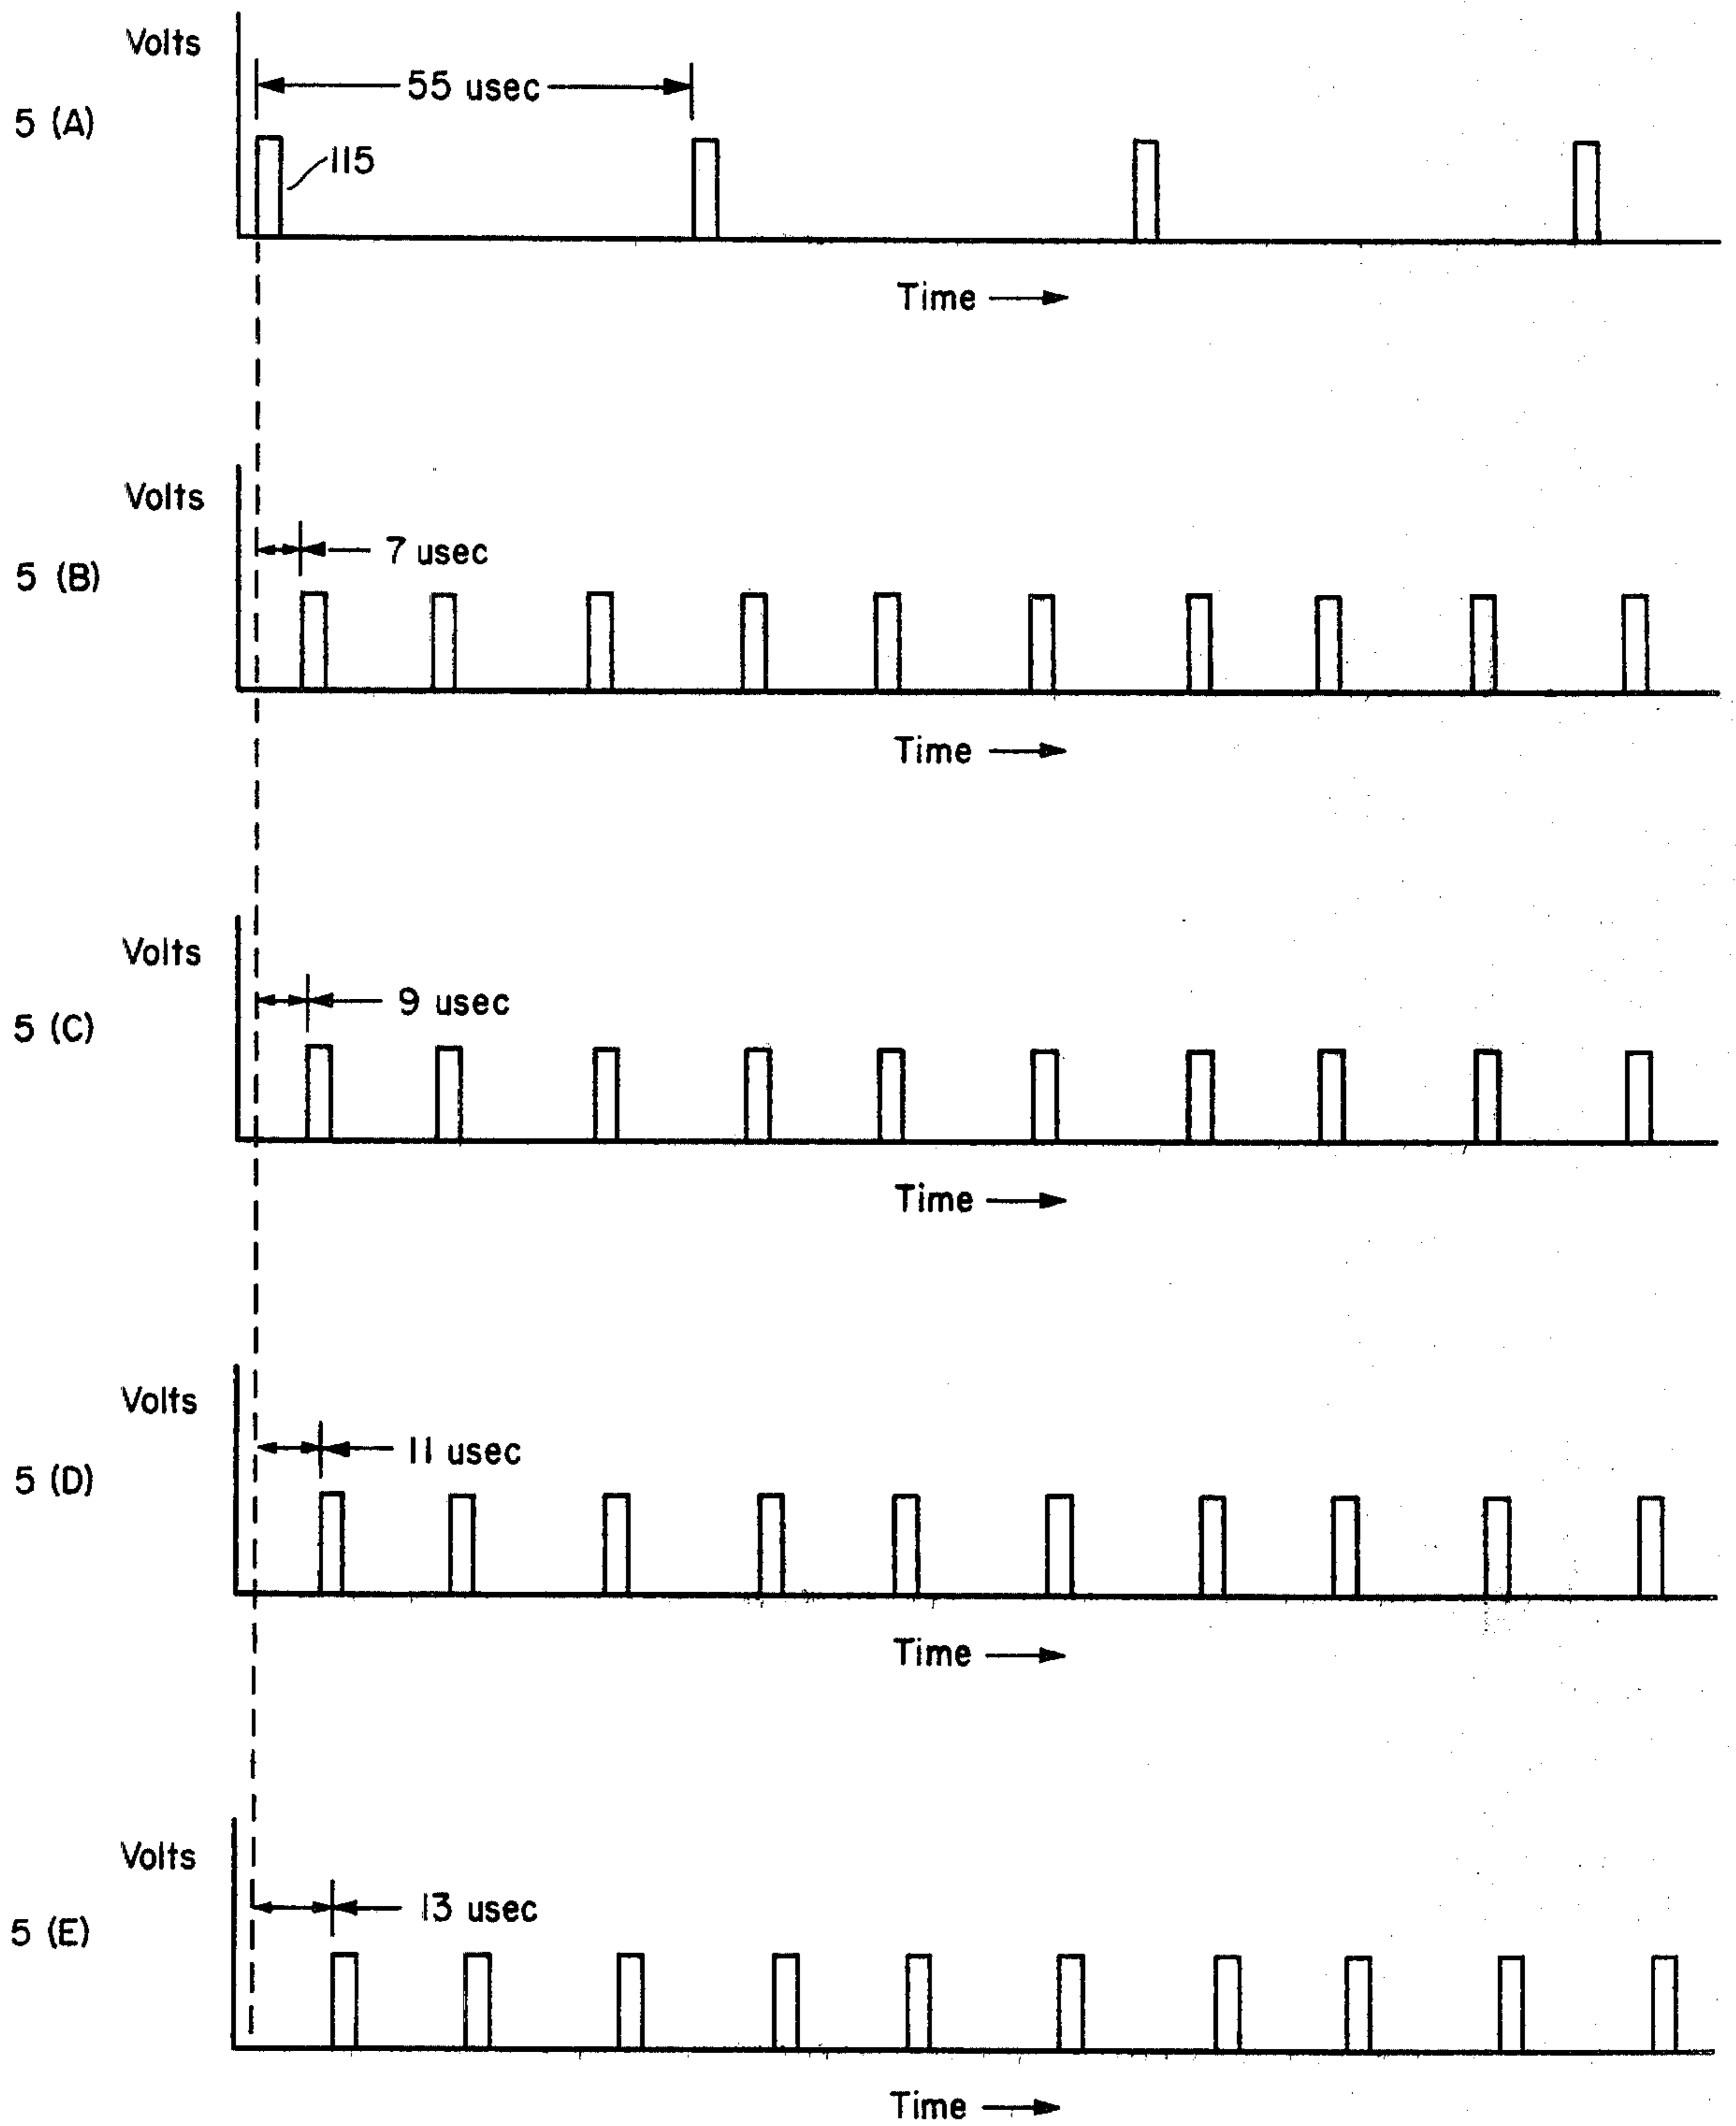 Volts
55 usec
5 (A)
115
Time
Volts
7 usec
5 (B)
Time
Volts
9 usec
5 (C)
Time
Volts
11 usec
5 (D)
Time
Volts
13 usec
5 (E)
Time